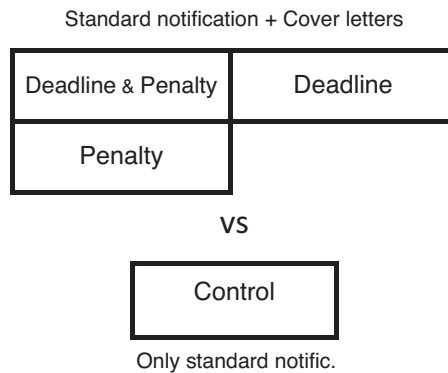 Standard notification + Cover letters
Deadline & Penalty
Deadline
Penalty
vs
Control
Only standard notific.